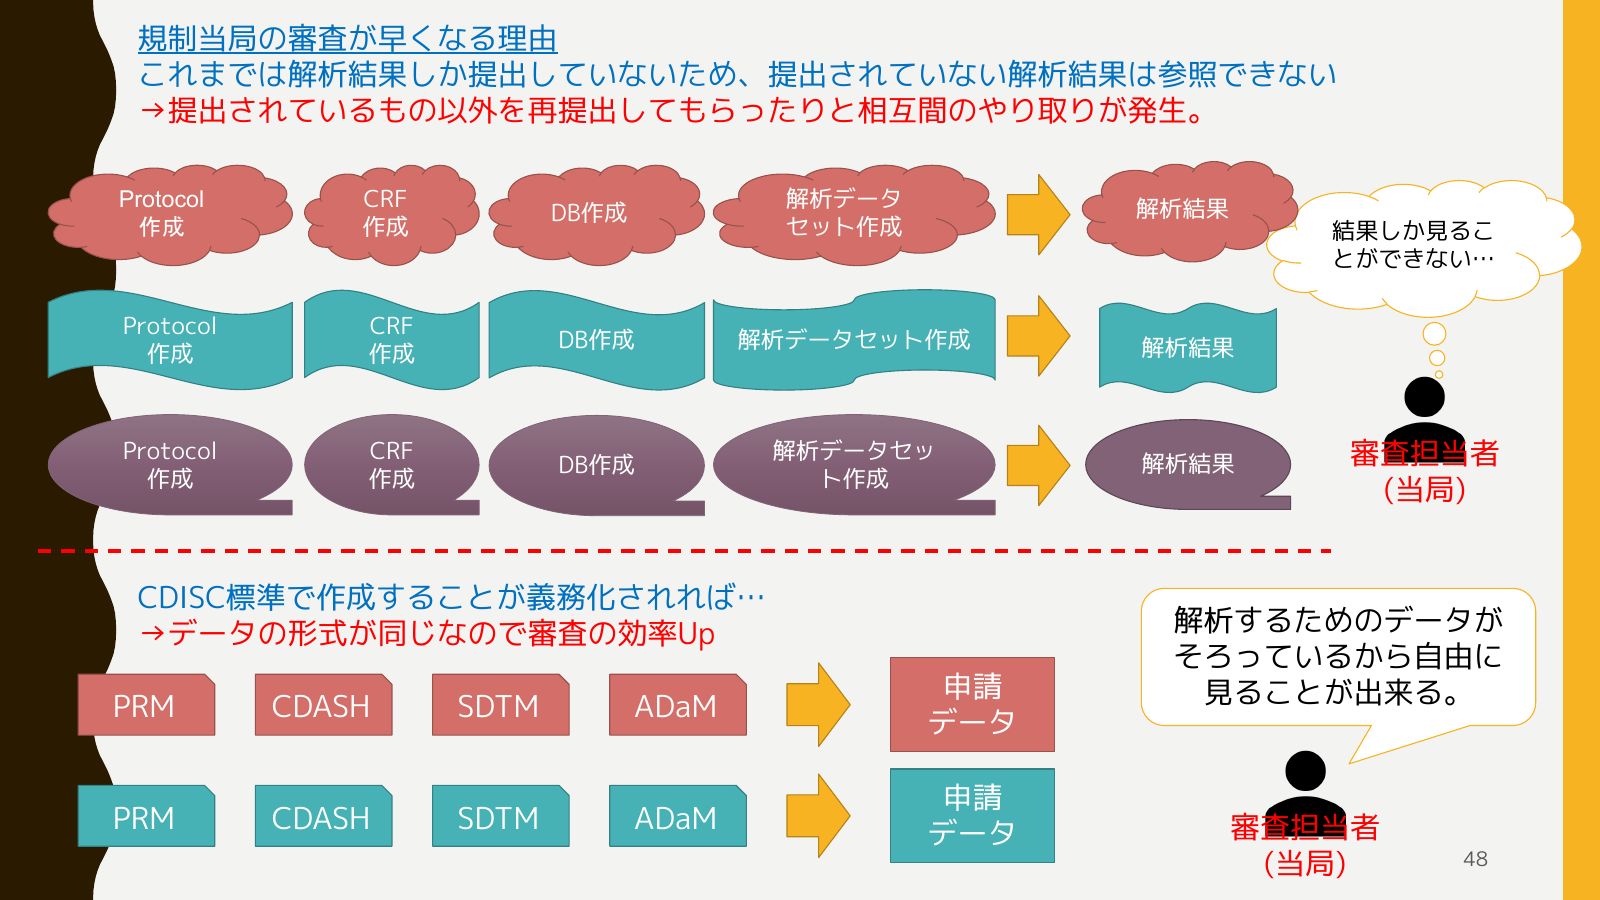 規制当局の審査が早くなる理由
これまでは解析結果しか提出していないため、提出されていない解析結果は参照できない
→提出されているもの以外を再提出してもらったりと相互間のやり取りが発生。
Protocol
作成
CRF
作成
DB作成
解析データ
セット作成
解析結果
結果しか見るこ
とができない…
Protocol
作成
CRF
作成
DB作成
解析データセット作成
解析結果
Protocol
作成
CRF
作成
DB作成
解析データセッ
ト作成
解析結果
審査担当者
(当局)
CDISC標準で作成することが義務化されれば…
→データの形式が同じなので審査の効率Up
解析するためのデータが
そろっているから自由に
見ることが出来る。
PRM
CDASH
SDTM
ADaM
申請
データ
PRM
CDASH
SDTM
ADaM
申請
データ
審査担当者
(当局)
48